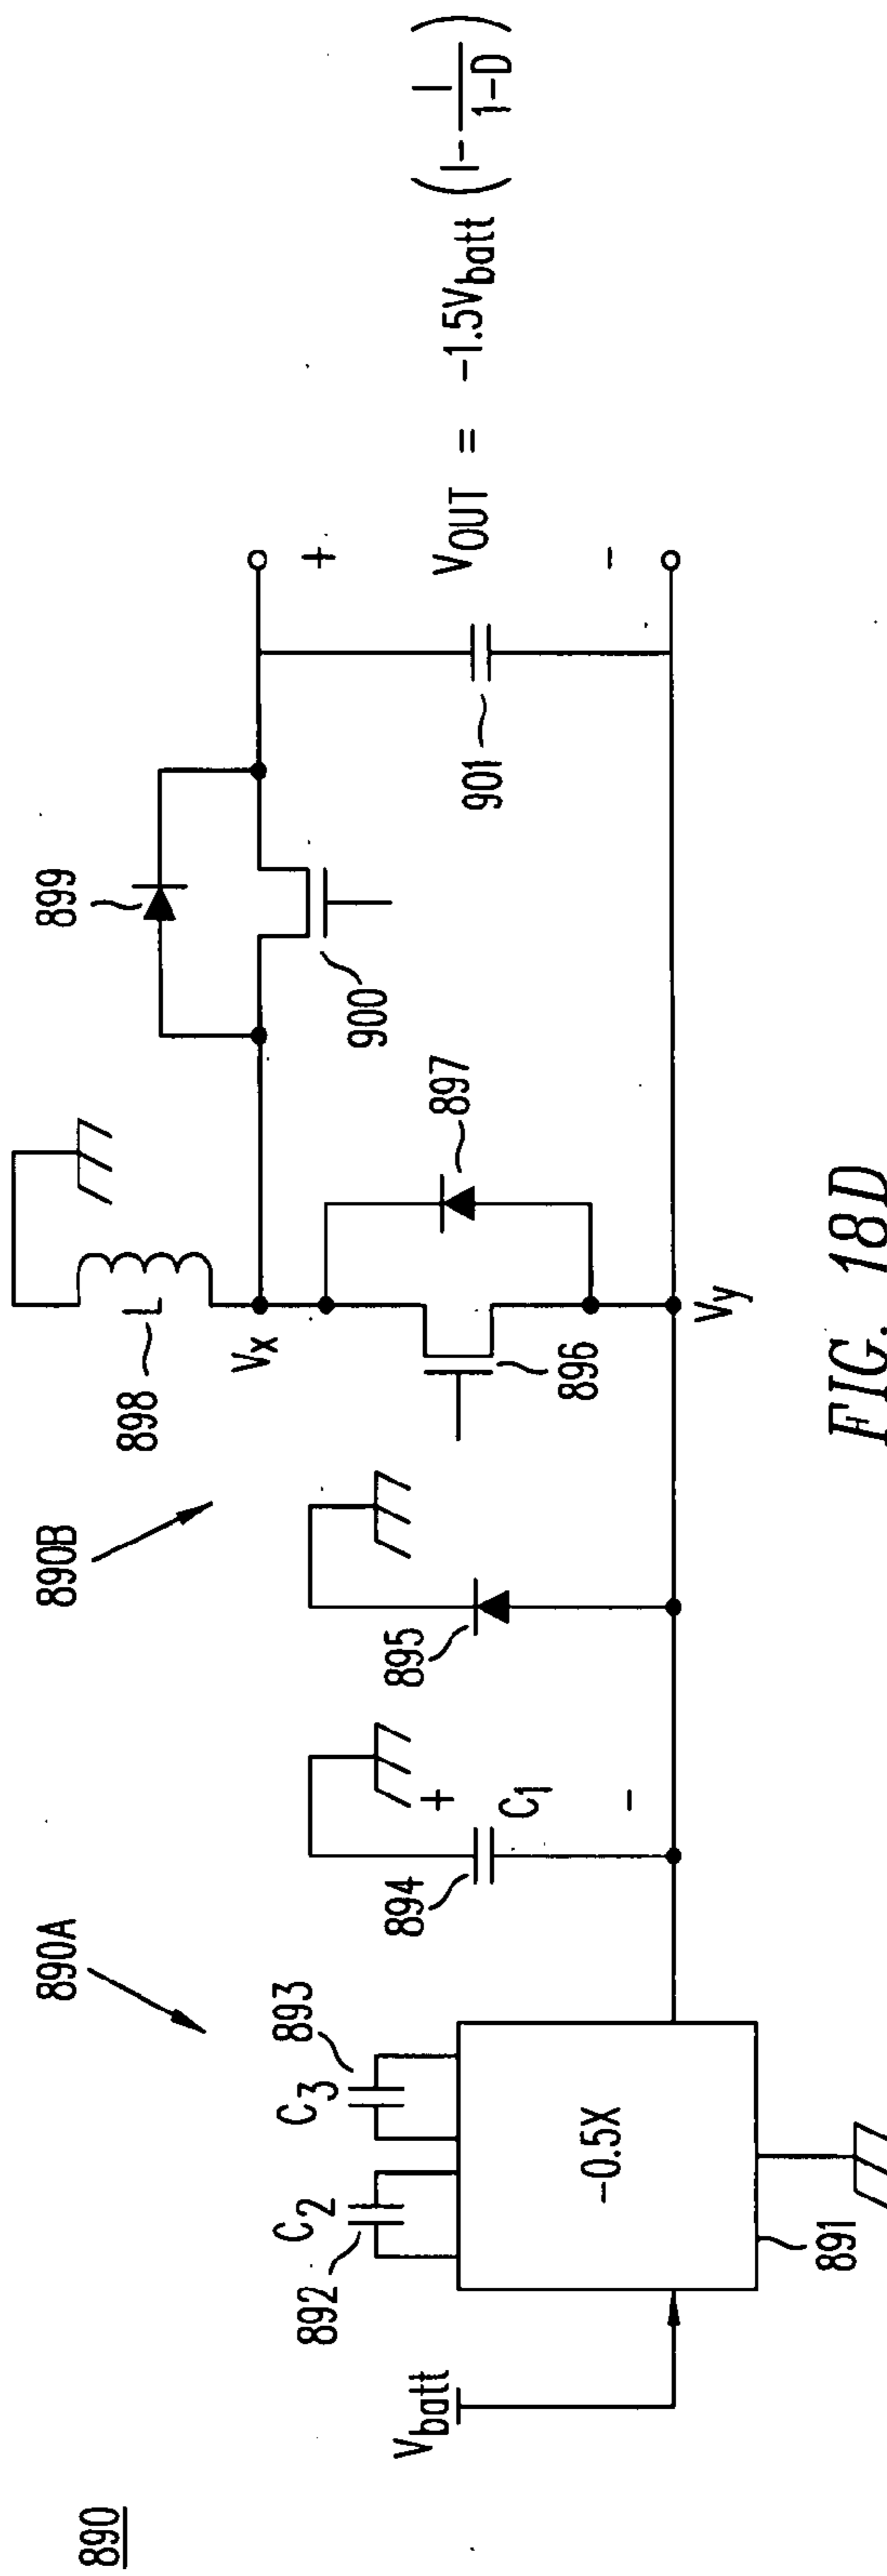 890
890A
890B
V_batt
C_2
892
C_3
893
-0.5X
891
894
+
C_1
-
895
898
L
V_x
896
897
V_y
899
900
901
+
V_OUT = -1.5V_batt (1- 1/(1-D))
-
FIG. 18D